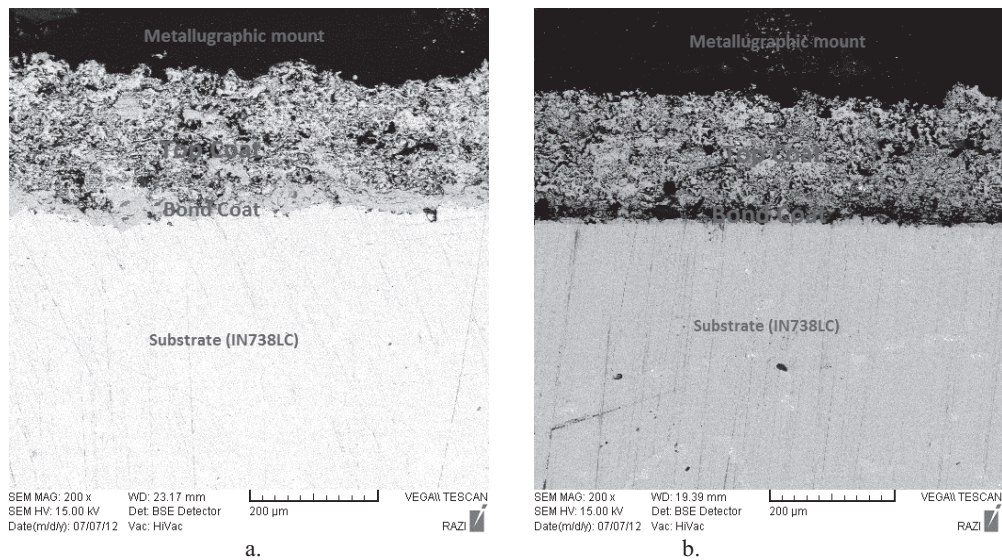 Metallugraphic mount
Top Coat
Bond Coat
Substrate (IN738LC)
SEM MAG: 200 x WD: 23.17 mm
SEM HV: 15.00 kV Det: BSE Detector 200 µm VEGA\\ TESCAN
Date(m/d/y): 07/07/12 Vac: HiVac RAZI
a.
Metallugraphic mount
Top Coat
Bond Coat
Substrate (IN738LC)
SEM MAG: 200 x WD: 19.39 mm
SEM HV: 15.00 kV Det: BSE Detector 200 µm VEGA\\ TESCAN
Date(m/d/y): 07/07/12 Vac: HiVac RAZI
b.